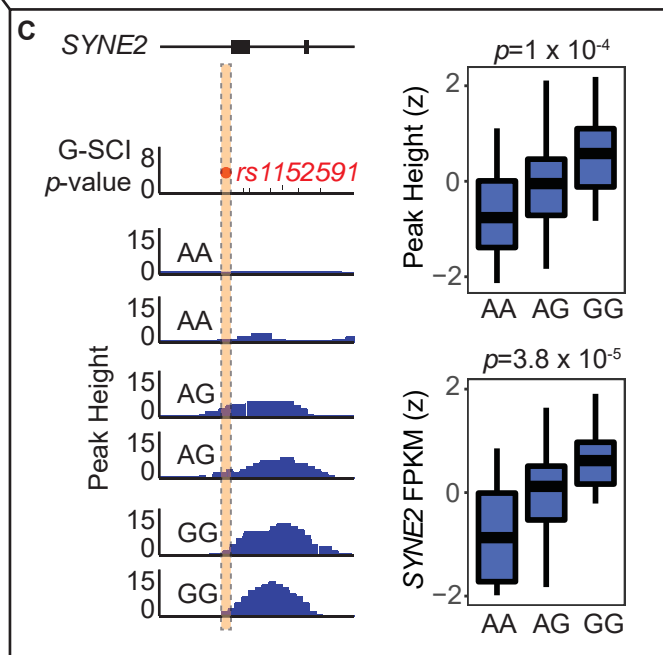 C
SYNE2
G-SCI
p-value
8
0
rs1152591
Peak Height
15
0
AA
15
0
AA
15
0
AG
15
0
AG
15
0
GG
15
0
GG
p=1 x 10-4
Peak Height (z)
2
0
−2
AA AG GG
p=3.8 x 10-5
SYNE2 FPKM (z)
2
0
−2
AA AG GG